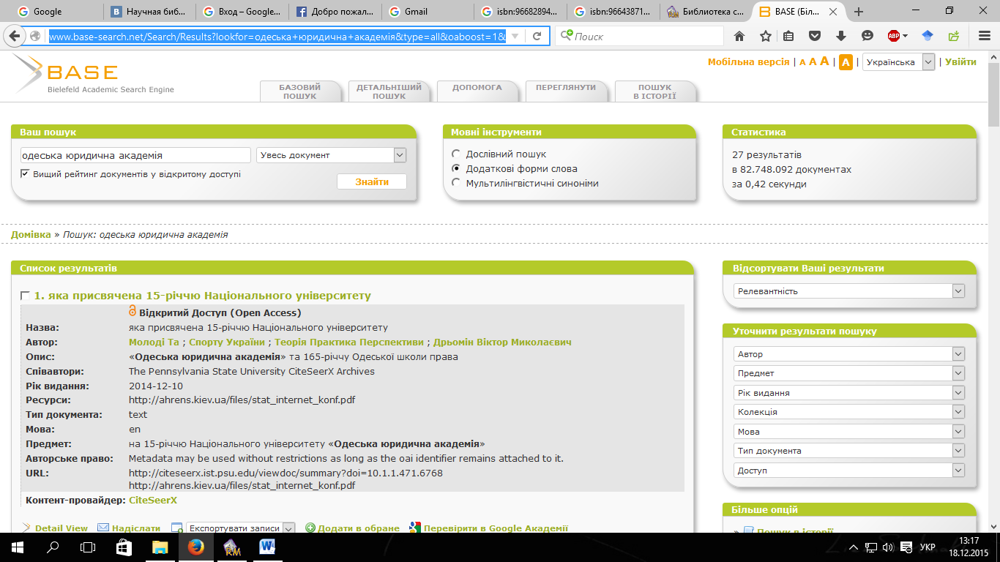 Google
Научная биб...
Вход – Google...
Добро пожал...
Gmail
isbn:96682894...
isbn:96643871...
Библиотека с...
BASE (Біл...
www.base-search.net/Search/Results?lookfor=одеська+юридична+академія&type=all&oaboost=1&
Поиск
ABP
BASE
Bielefeld Academic Search Engine
Мобільна версія | A A A | A | Українська | Увійти
БАЗОВИЙ ПОШУК
ДЕТАЛЬНІШИЙ ПОШУК
ДОПОМОГА
ПЕРЕГЛЯНУТИ
ПОШУК В ІСТОРІЇ
Ваш пошук
одеська юридична академія
Увесь документ
Вищий рейтинг документів у відкритому доступі
Знайти
Мовні інструменти
Дослівний пошук
Додаткові форми слова
Мультилінгвістичні синоніми
Статистика
27 результатів
в 82.748.092 документах
за 0,42 секунди
Домівка » Пошук: одеська юридична академія
Список результатів
1. яка присвячена 15-річчю Національного університету
Відкритий Доступ (Open Access)
Назва: яка присвячена 15-річчю Національного університету
Автор: Молоді Та ; Спорту України ; Теорія Практика Перспективи ; Дрьомін Віктор Миколаєвич
Опис: «Одеська юридична академія» та 165-річчу Одеської школи права
Співавтори: The Pennsylvania State University CiteSeerX Archives
Рік видання: 2014-12-10
Ресурси: http://ahrens.kiev.ua/files/stat_internet_konf.pdf
Тип документа: text
Мова: en
Предмет: на 15-річчю Національного університету «Одеська юридична академія»
Авторське право: Metadata may be used without restrictions as long as the oai identifier remains attached to it.
URL: http://citeseerx.ist.psu.edu/viewdoc/summary?doi=10.1.1.471.6768
http://ahrens.kiev.ua/files/stat_internet_konf.pdf
Контент-провайдер: CiteSeerX
Detail View
Надіслати
Експортувати записи
Додати в обране
Перевірити в Google Академії
Відсортувати Ваші результати
Релевантність
Уточнити результати пошуку
Автор
Предмет
Рік видання
Колекція
Мова
Тип документа
Доступ
Більше опцій
» Пошук в історії
УКР
13:17
18.12.2015